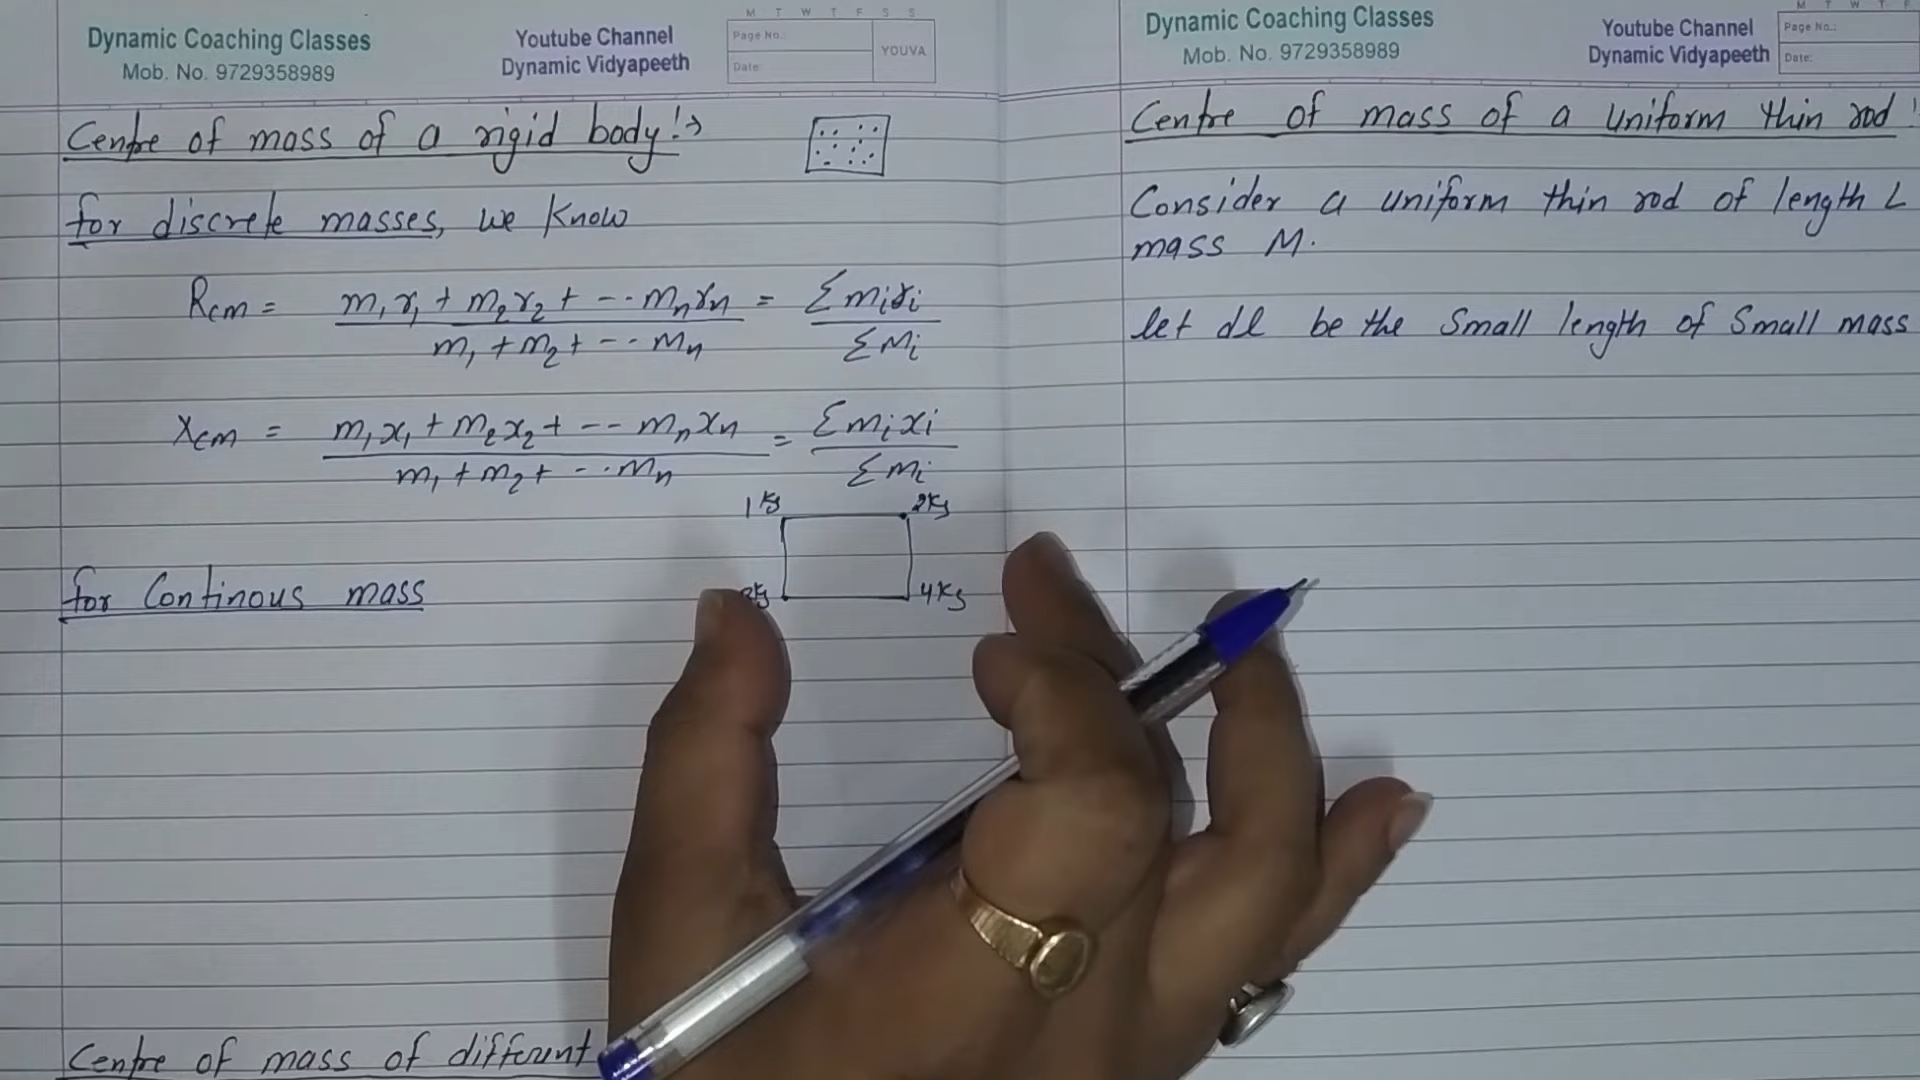 M T W T F S S
Dynamic Coaching Classes
Mob. No. 9729358989
Youtube Channel
Dynamic Vidyapeeth
Page No.:
Date:
YOUVA
Centre of mass of a rigid body :→
for discrete masses, we know
Rcm = m₁r₁ + m₂r₂ + -·· mₙrₙ / m₁ + m₂ + -·· mₙ = Σmᵢrᵢ / Σmᵢ
Xcm = m₁x₁ + m₂x₂ + -- mₙxₙ / m₁ + m₂ + -·· mₙ = Σmᵢxᵢ / Σmᵢ
1 Kg 2Kg
4Kg
for Continous mass
Centre of mass of different
M T W T F
Dynamic Coaching Classes
Mob. No. 9729358989
Youtube Channel
Dynamic Vidyapeeth
Page No.:
Date:
Centre of mass of a uniform thin rod :
Consider a uniform thin rod of length L
mass M.
let dl be the Small length of Small mass